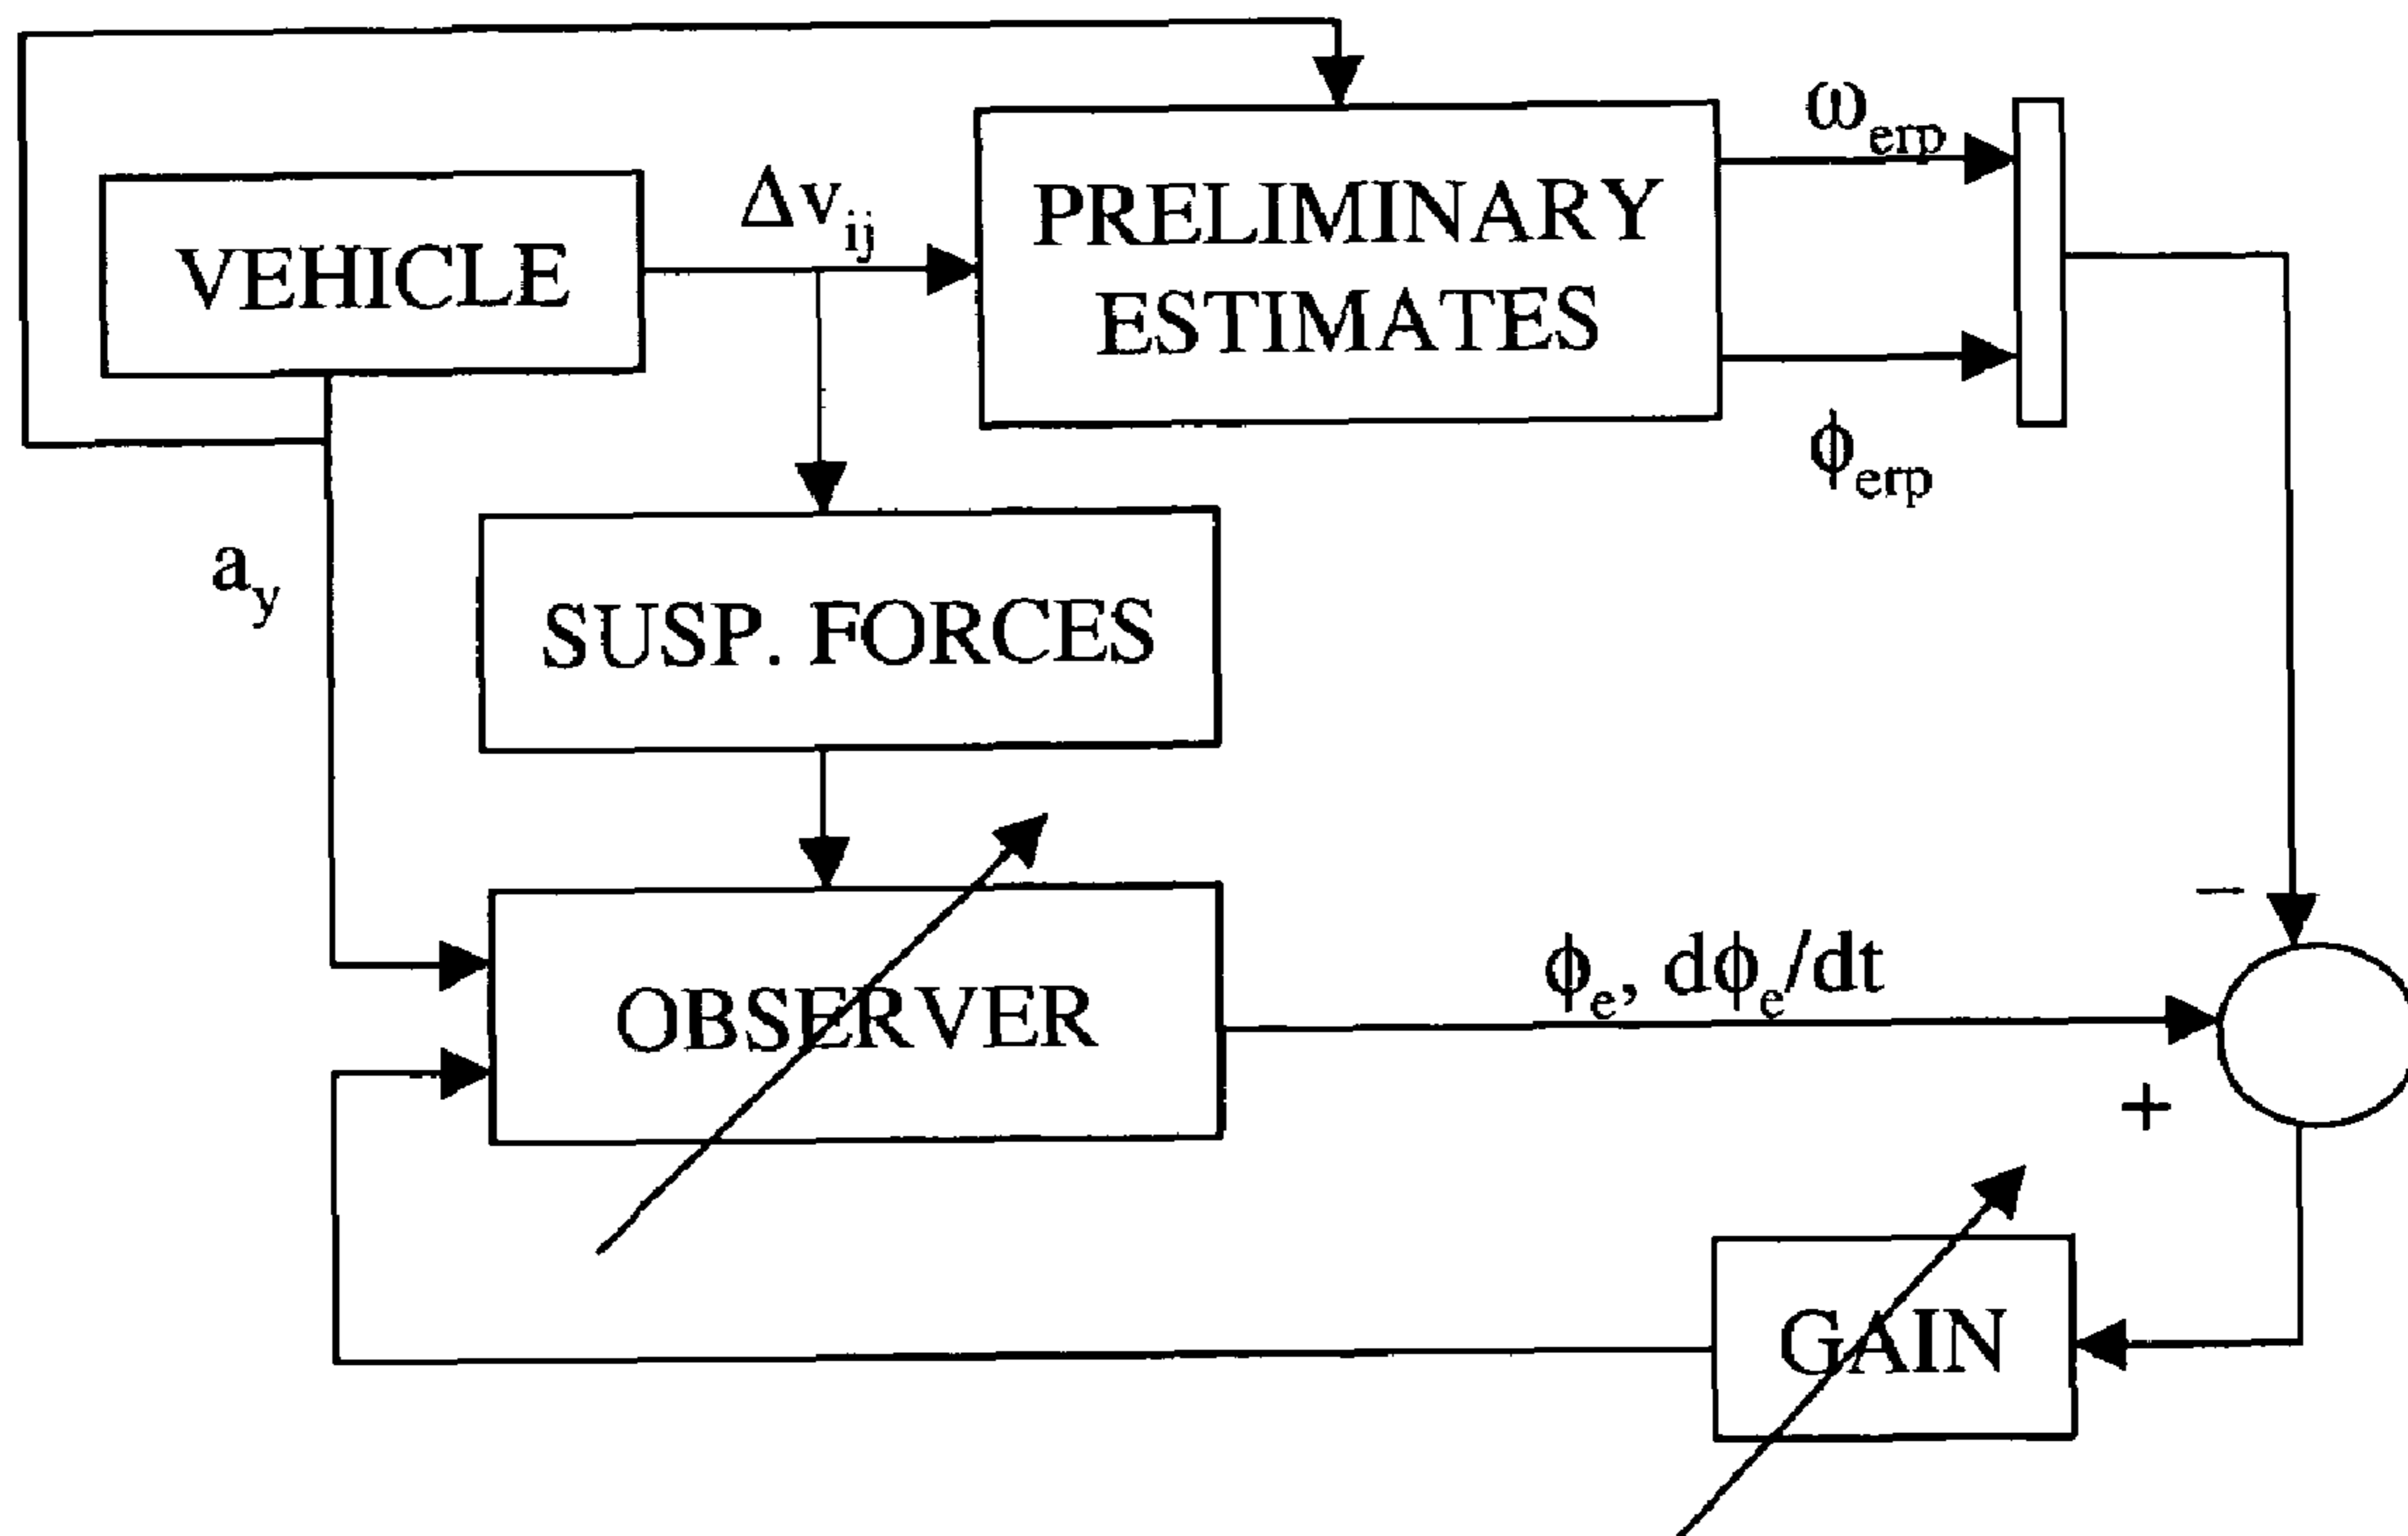 VEHICLE
Δv_ij
PRELIMINARY
ESTIMATES
ω_erp
ϕ_erp
a_y
SUSP. FORCES
OBSERVER
ϕ_e, dϕ_e/dt
−
+
GAIN